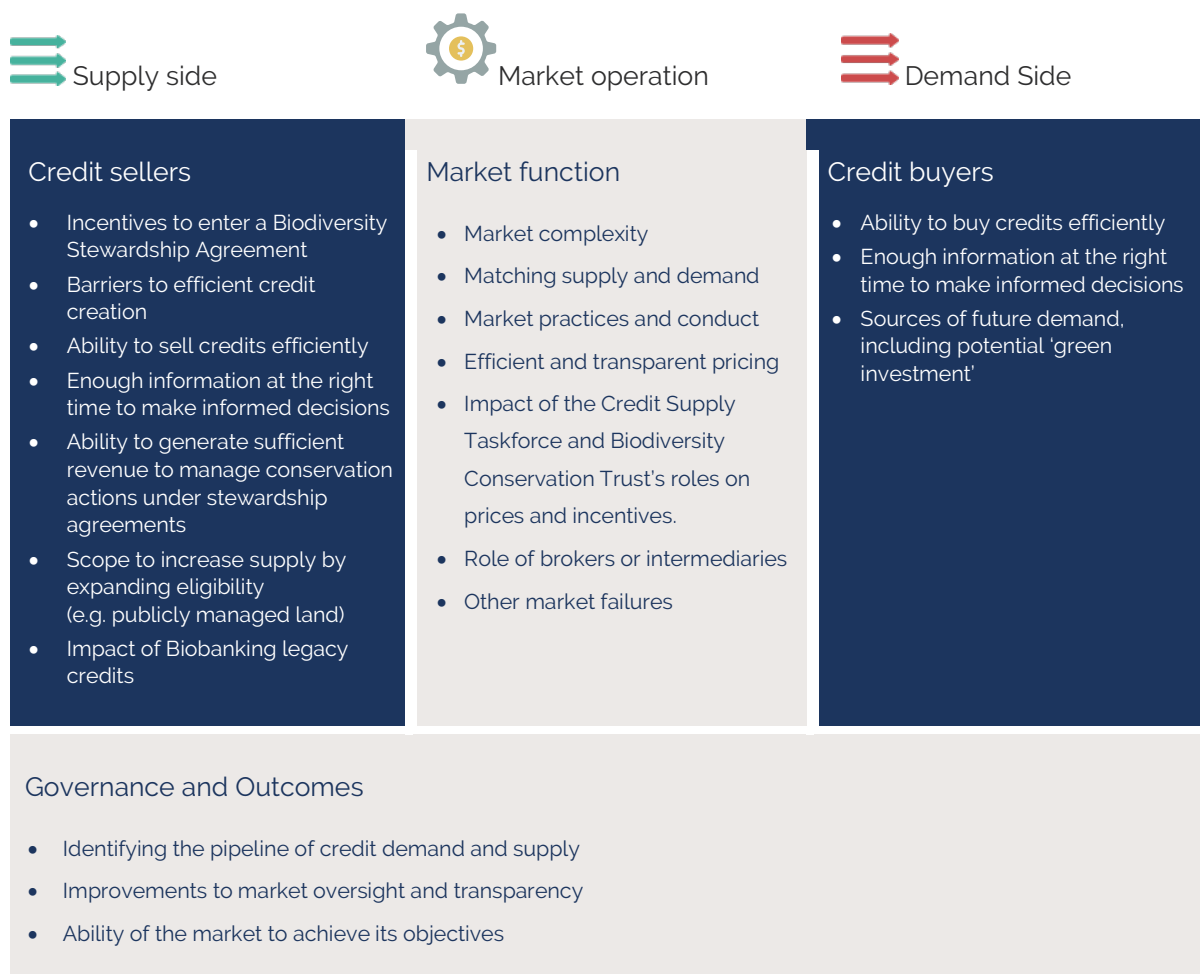 Supply side
$
Market operation
Demand Side
Credit sellers
• Incentives to enter a Biodiversity
Stewardship Agreement
• Barriers to efficient credit
creation
• Ability to sell credits efficiently
• Enough information at the right
time to make informed decisions
• Ability to generate sufficient
revenue to manage conservation
actions under stewardship
agreements
• Scope to increase supply by
expanding eligibility
(e.g. publicly managed land)
• Impact of Biobanking legacy
credits
Market function
• Market complexity
• Matching supply and demand
• Market practices and conduct
• Efficient and transparent pricing
• Impact of the Credit Supply
Taskforce and Biodiversity
Conservation Trust’s roles on
prices and incentives.
• Role of brokers or intermediaries
• Other market failures
Credit buyers
• Ability to buy credits efficiently
• Enough information at the right
time to make informed decisions
• Sources of future demand,
including potential ‘green
investment’
Governance and Outcomes
• Identifying the pipeline of credit demand and supply
• Improvements to market oversight and transparency
• Ability of the market to achieve its objectives